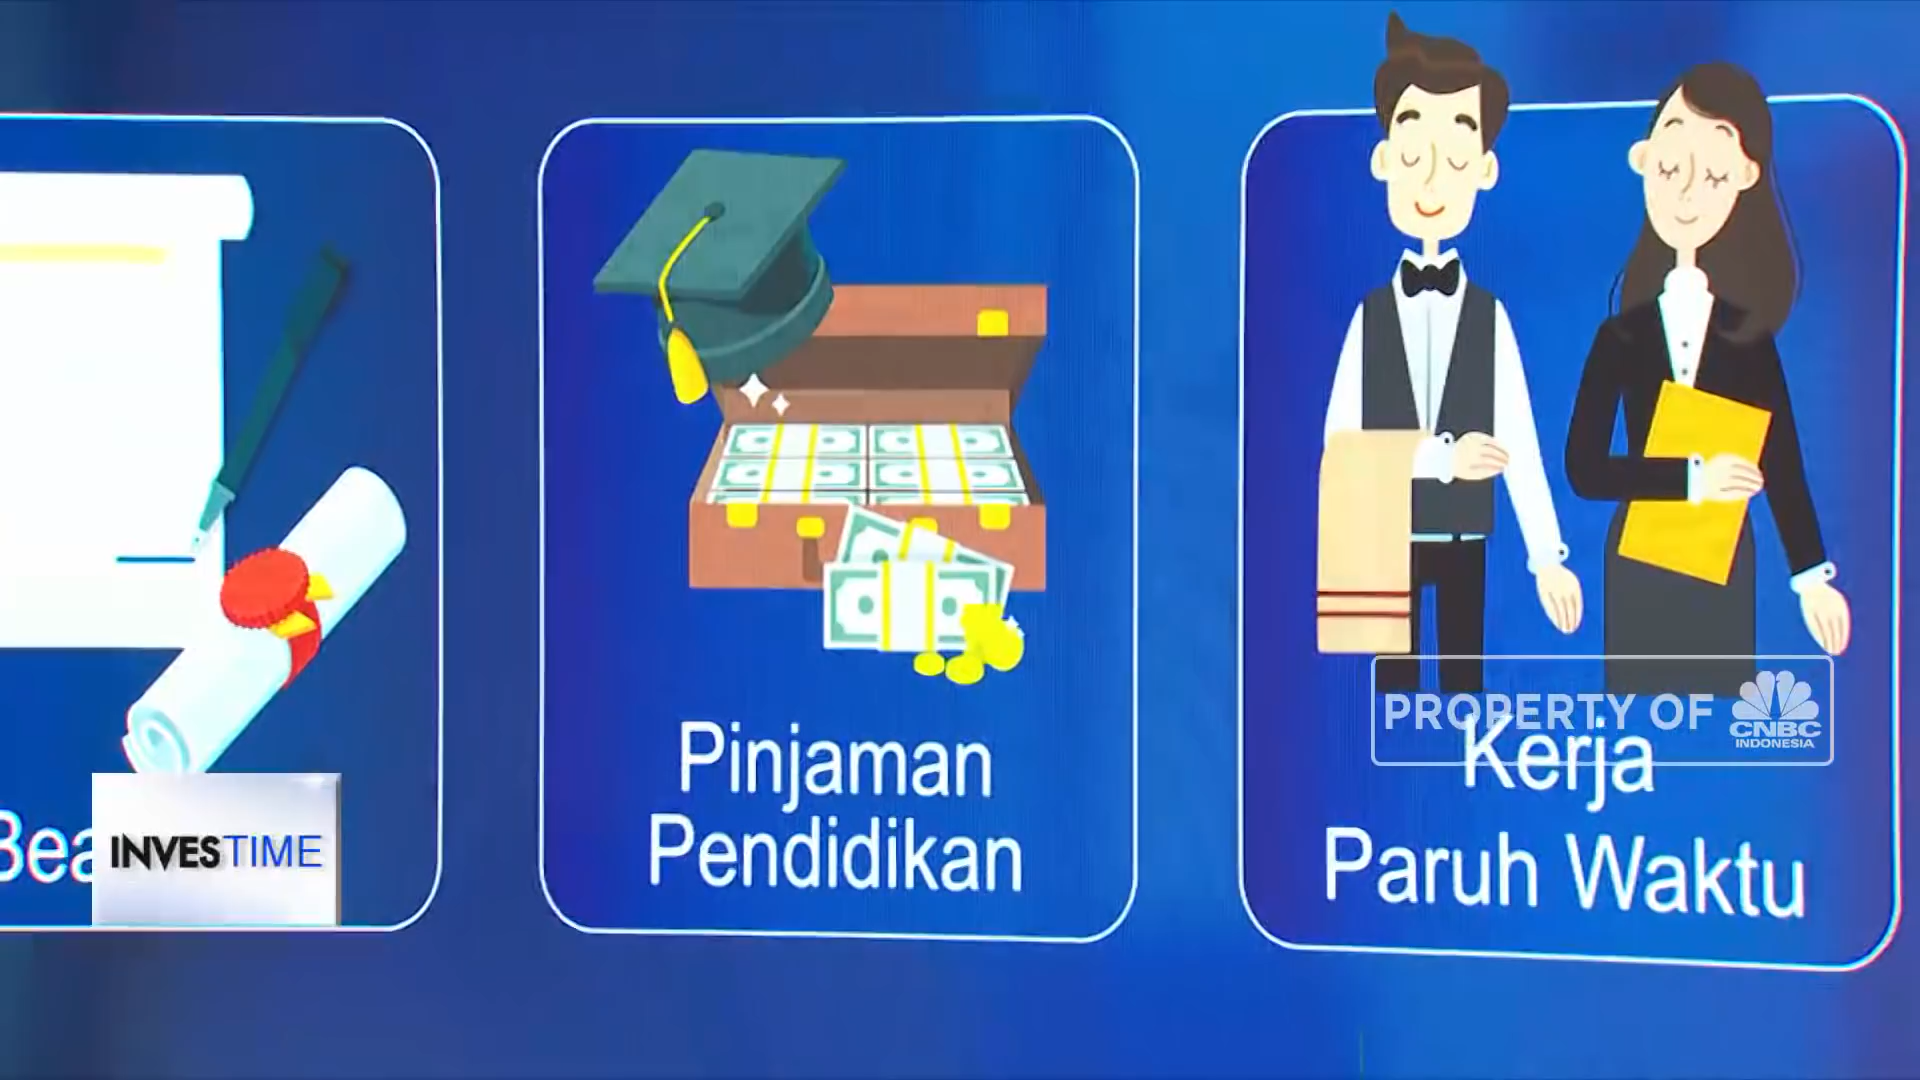 Pinjaman
Pendidikan
Kerja
Paruh Waktu
PROPERTY OF
CNBC
INDONESIA
INVESTIME